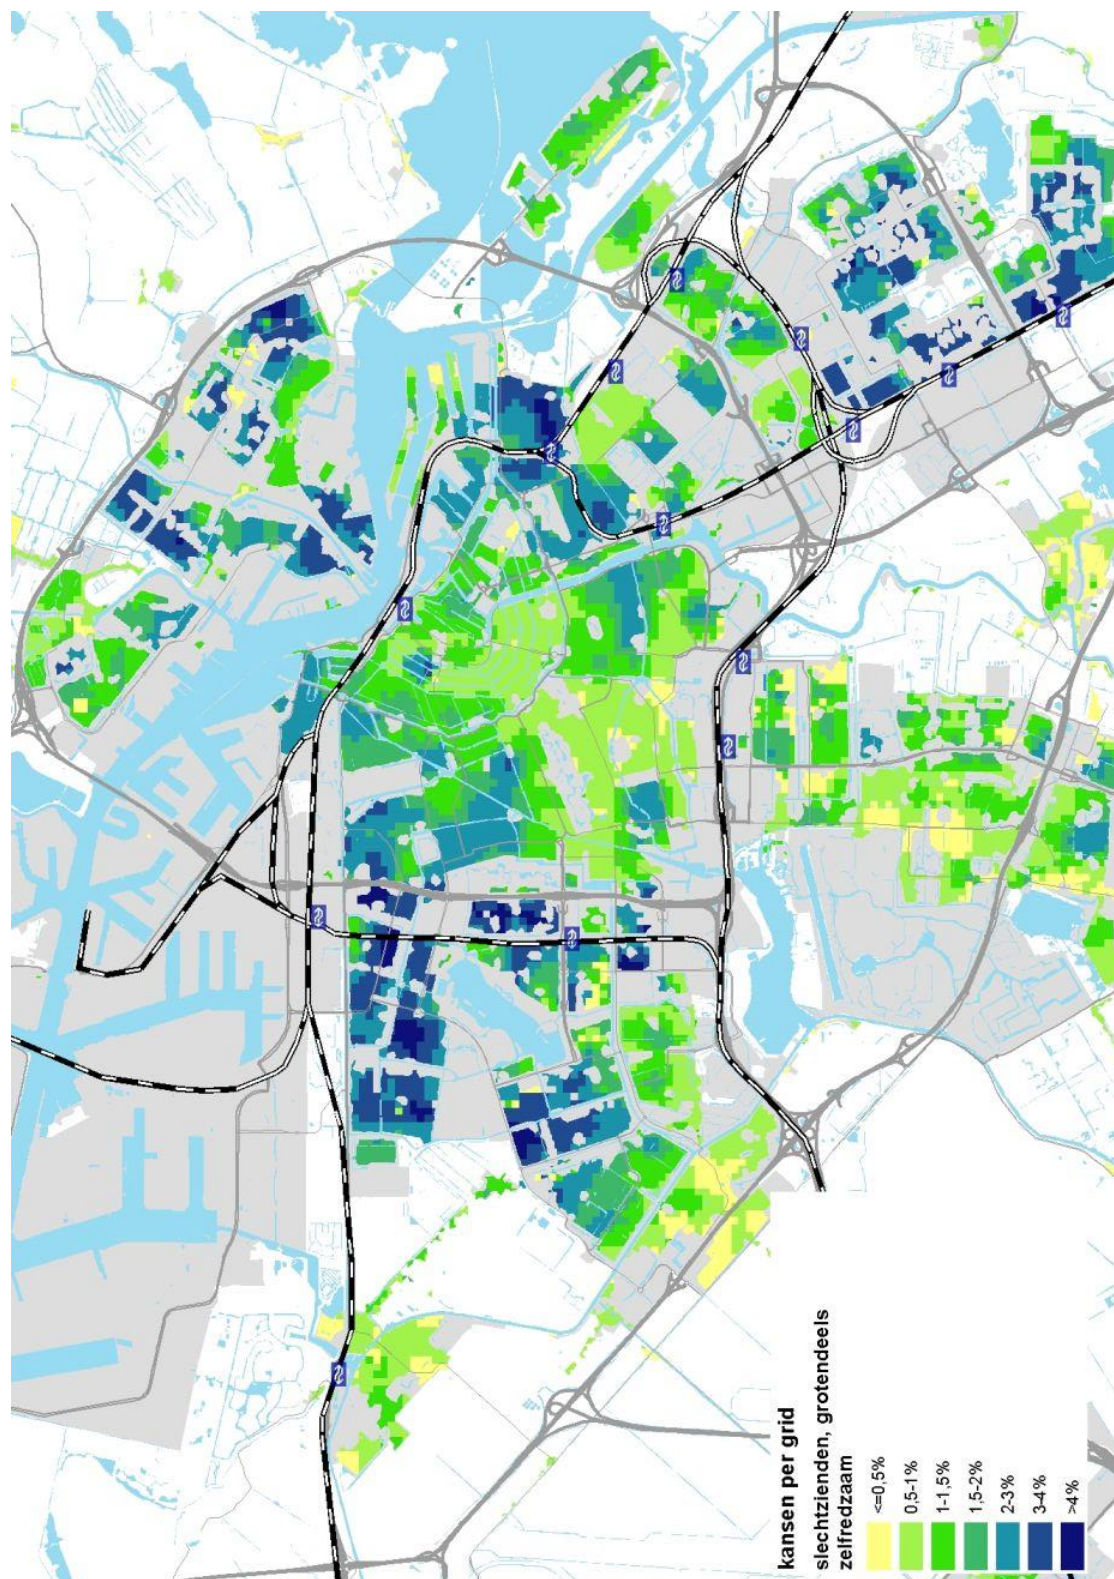 kansen per grid
slechtzienden, grotendeels
zelfredzaam
<=0,5%
0,5-1%
1-1,5%
1,5-2%
2-3%
3-4%
>4%